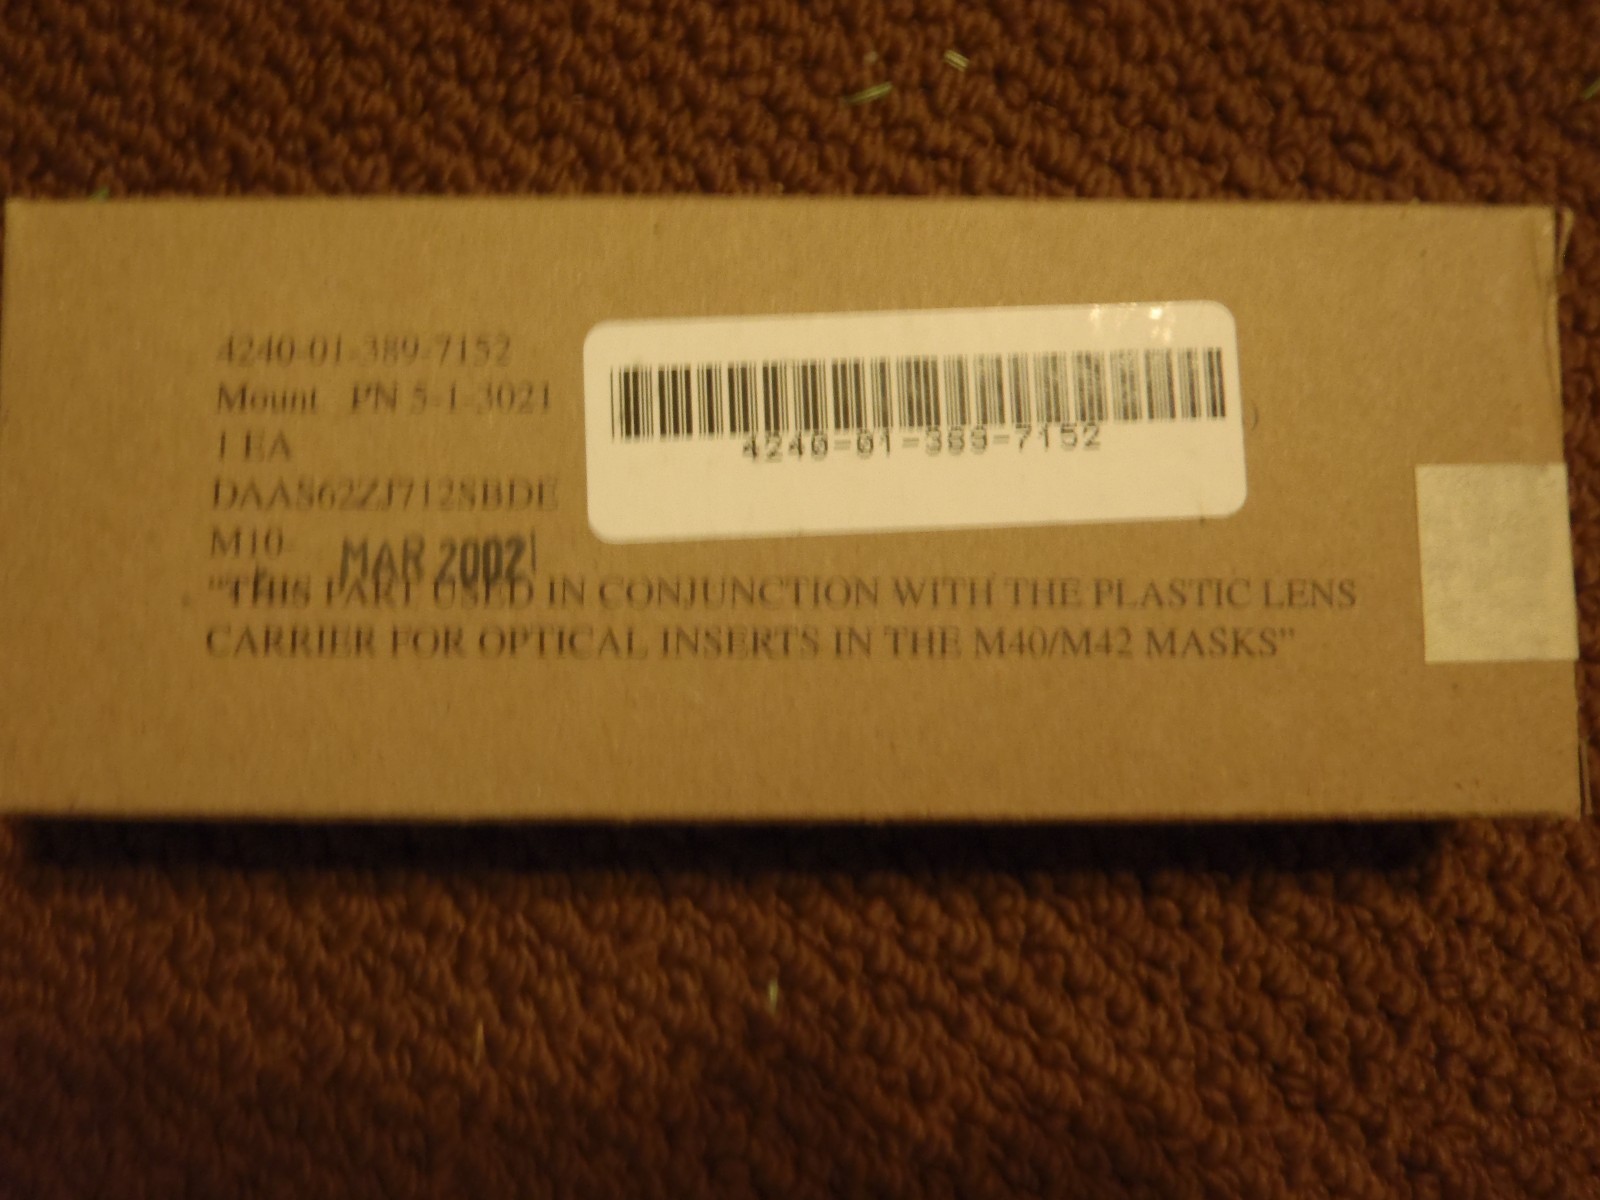 4240-01-389-7152
Mount PN 5-1-3021
1 EA
DAAS62ZJ712SBDE
M10-
MAR 2002
"THIS PART USED IN CONJUNCTION WITH THE PLASTIC LENS
CARRIER FOR OPTICAL INSERTS IN THE M40/M42 MASKS"
4240-01-389-7152